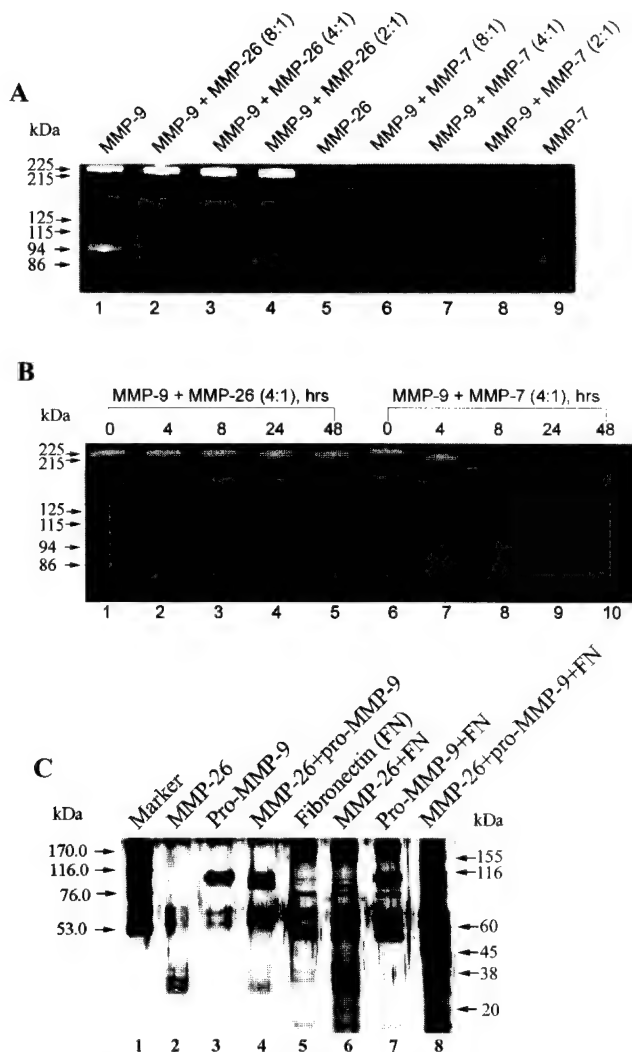 A
kDa
MMP-9
MMP-9 + MMP-26 (8:1)
MMP-9 + MMP-26 (4:1)
MMP-9 + MMP-26 (2:1)
MMP-26
MMP-9 + MMP-7 (8:1)
MMP-9 + MMP-7 (4:1)
MMP-9 + MMP-7 (2:1)
MMP-7
225
215
125
115
94
86
1 2 3 4 5 6 7 8 9
B
MMP-9 + MMP-26 (4:1), hrs MMP-9 + MMP-7 (4:1), hrs
kDa
0 4 8 24 48 0 4 8 24 48
225
215
125
115
94
86
1 2 3 4 5 6 7 8 9 10
C
kDa
Marker
MMP-26
Pro-MMP-9
MMP-26+pro-MMP-9
Fibronectin (FN)
MMP-26+FN
Pro-MMP-9+FN
MMP-26+pro-MMP-9+FN
kDa
170.0
116.0
76.0
53.0
155
116
60
45
38
20
1 2 3 4 5 6 7 8